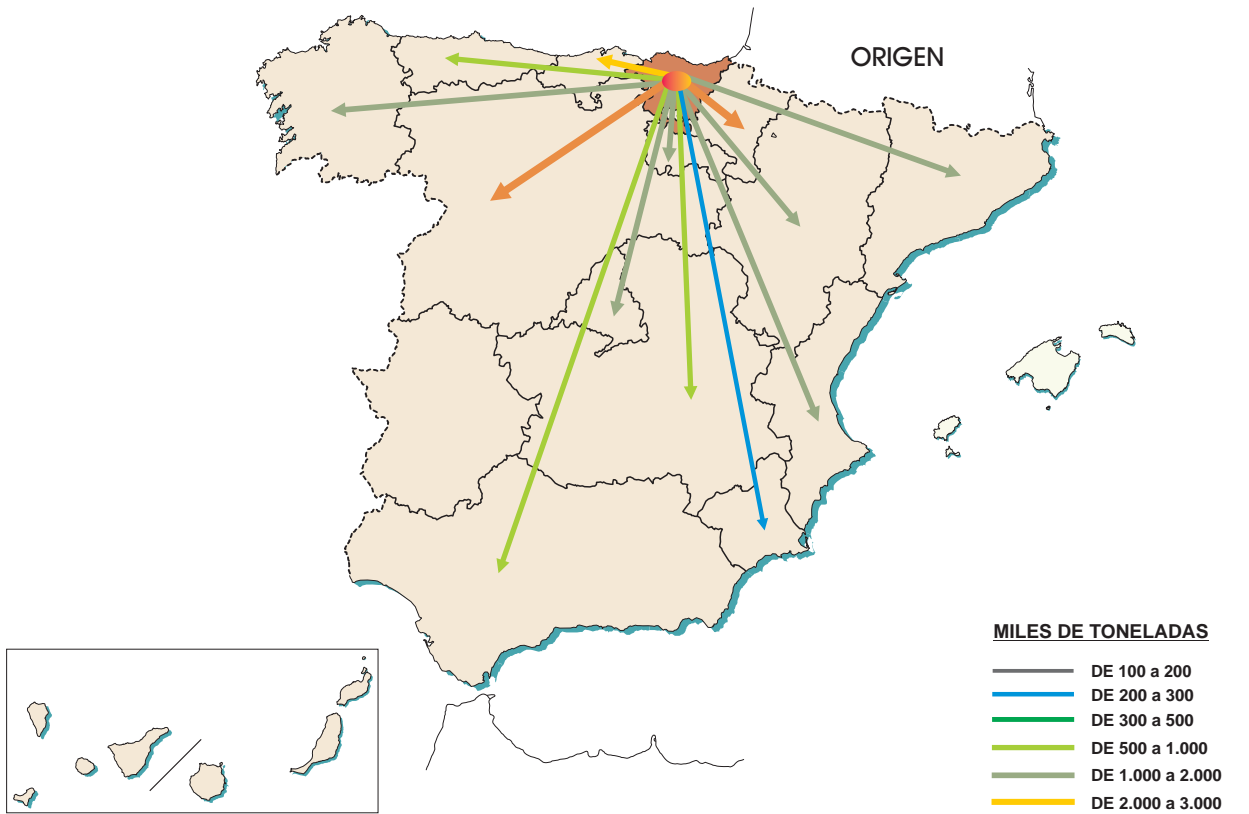 ORIGEN
MILES DE TONELADAS
DE 100 a 200
DE 200 a 300
DE 300 a 500
DE 500 a 1.000
DE 1.000 a 2.000
DE 2.000 a 3.000